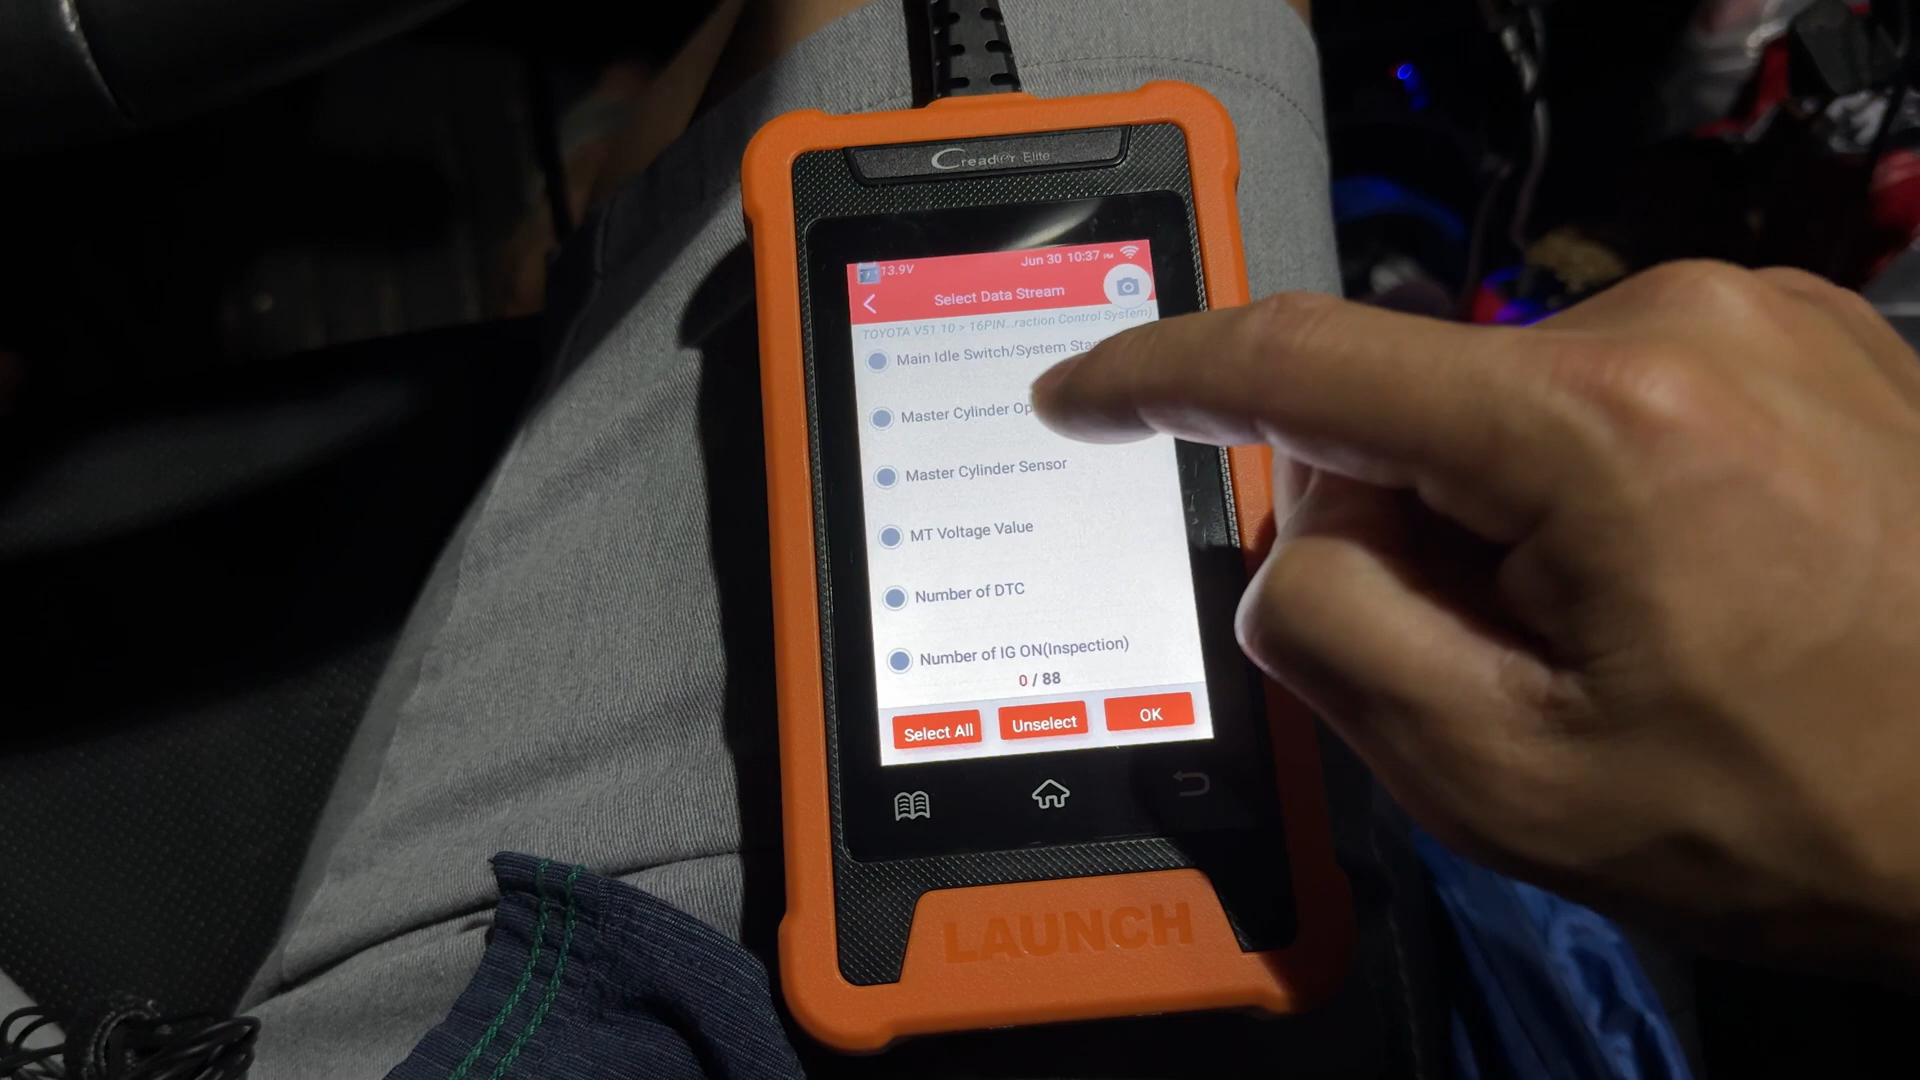 Creader Elite
13.9V Jun 30 10:37 PM
Select Data Stream
TOYOTA V51.10 > 16PIN...raction Control System)
Main Idle Switch/System
Master Cylinder
Master Cylinder Sensor
MT Voltage Value
Number of DTC
Number of IG ON(Inspection)
0 / 88
Select All Unselect OK
LAUNCH